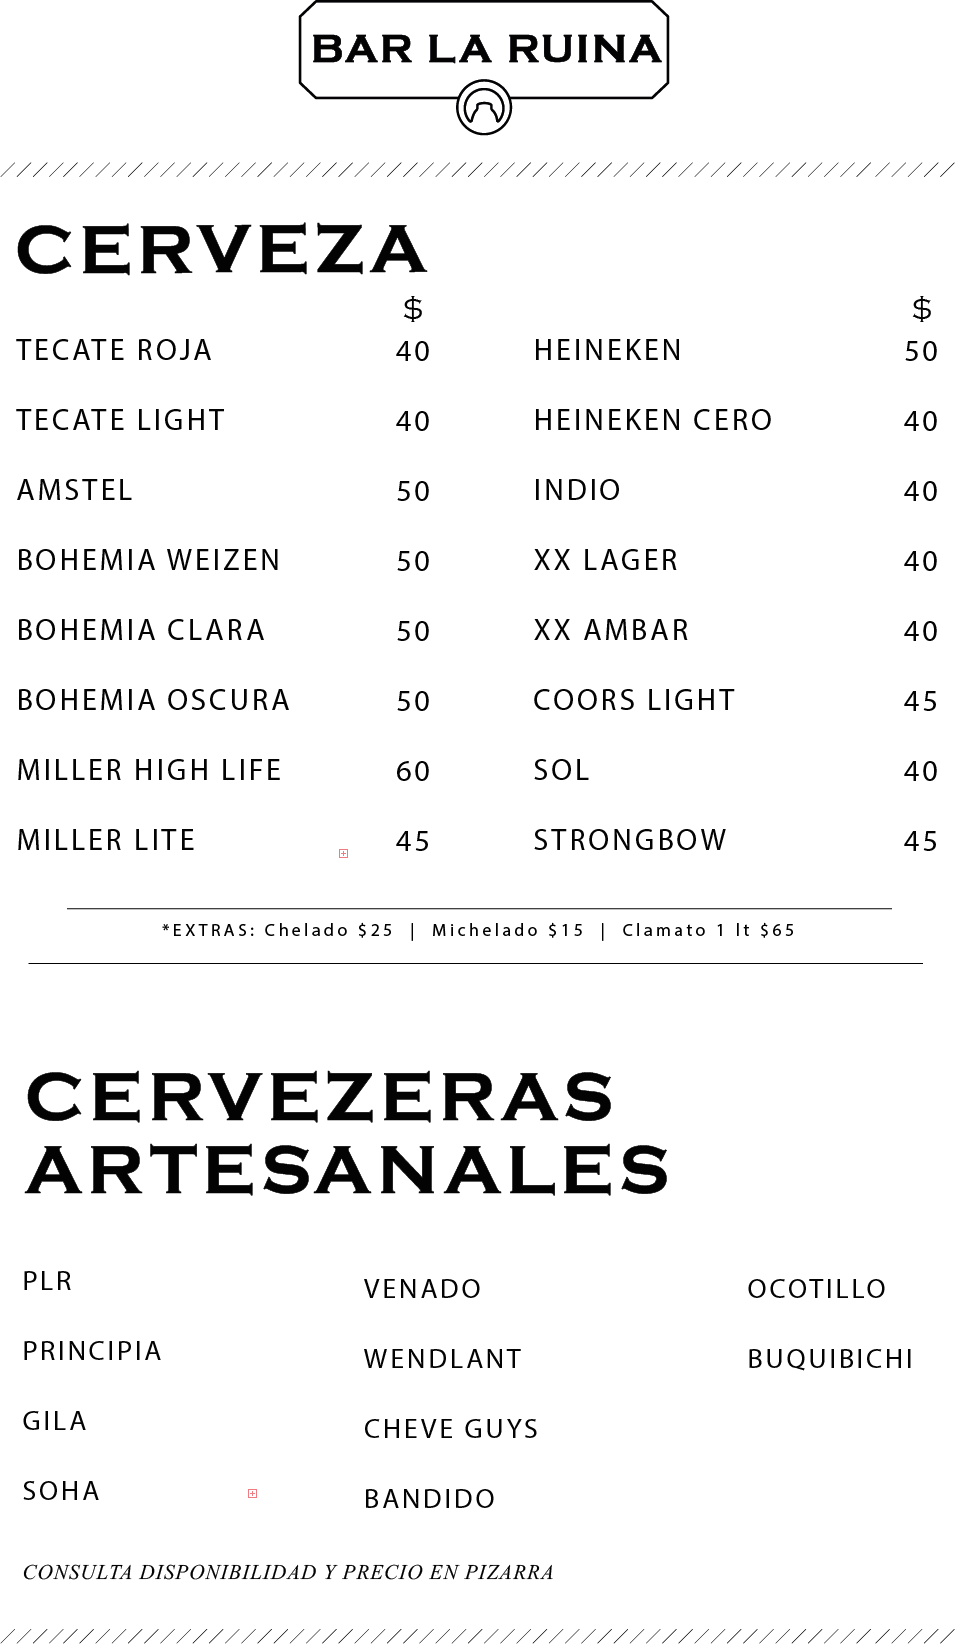 BAR LA RUINA
CERVEZA
$
TECATE ROJA 40
TECATE LIGHT 40
AMSTEL 50
BOHEMIA WEIZEN 50
BOHEMIA CLARA 50
BOHEMIA OSCURA 50
MILLER HIGH LIFE 60
MILLER LITE 45
$
HEINEKEN 50
HEINEKEN CERO 40
INDIO 40
XX LAGER 40
XX AMBAR 40
COORS LIGHT 45
SOL 40
STRONGBOW 45
*EXTRAS: Chelado $25 | Michelado $15 | Clamato 1 lt $65
CERVEZERAS
ARTESANALES
PLR
PRINCIPIA
GILA
SOHA
VENADO
WENDLANT
CHEVE GUYS
BANDIDO
OCOTILLO
BUQUIBICHI
CONSULTA DISPONIBILIDAD Y PRECIO EN PIZARRA